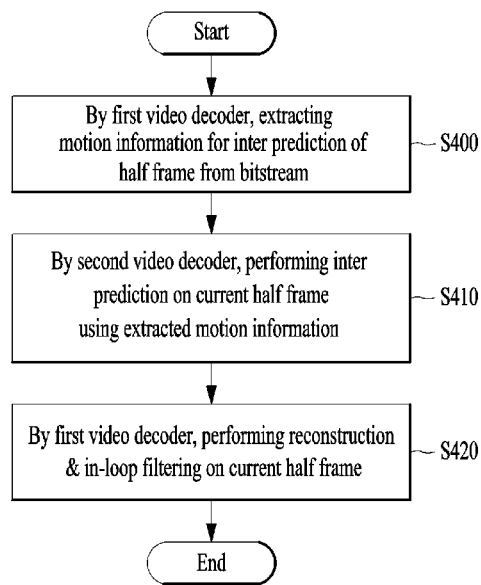 Start
By first video decoder, extracting
motion information for inter prediction of
half frame from bitstream
S400
By second video decoder, performing inter
prediction on current half frame
using extracted motion information
S410
By first video decoder, performing reconstruction
& in-loop filtering on current half frame
S420
End